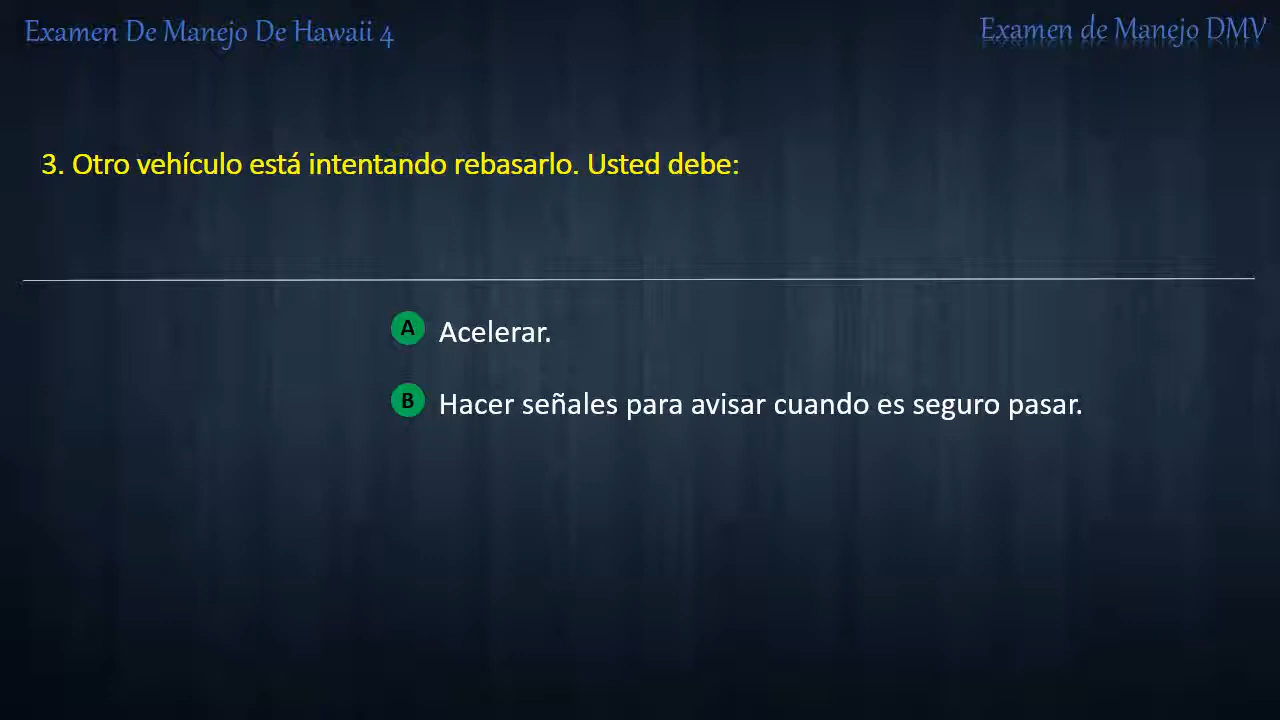 Examen De Manejo De Hawaii 4
Examen de Manejo DMV
3. Otro vehículo está intentando rebasarlo. Usted debe:
A Acelerar.
B Hacer señales para avisar cuando es seguro pasar.